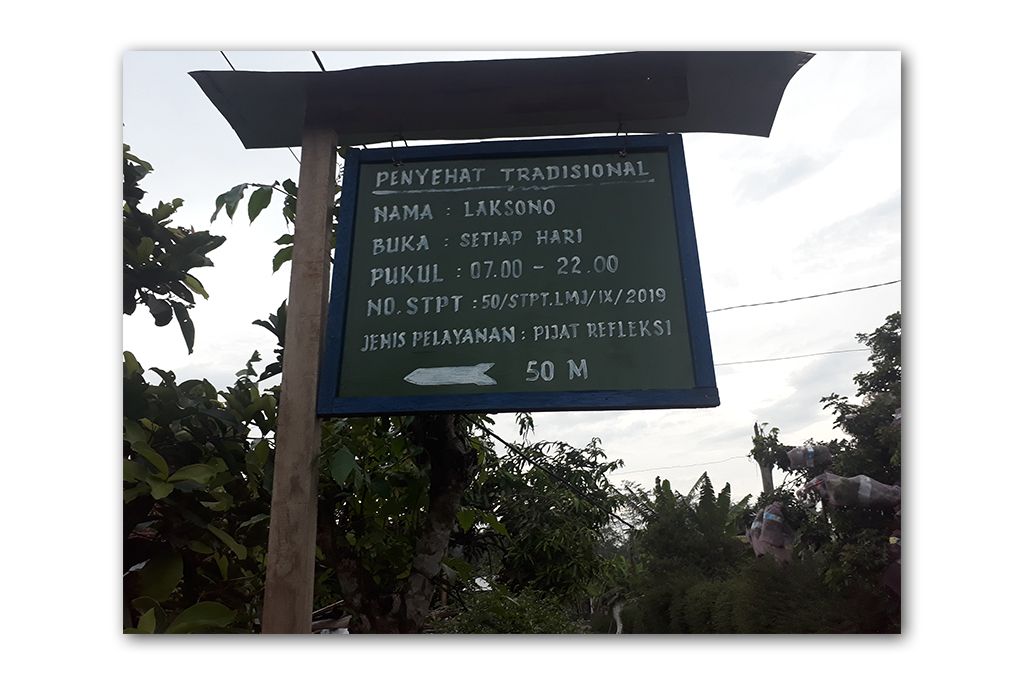 PENYEHAT TRADISIONAL
NAMA : LAKSONO
BUKA : SETIAP HARI
PUKUL : 07.00 - 22.00
NO. STPT : 50/STPT.LMJ/IX/2019
JENIS PELAYANAN : PIJAT REFLEKSI
50 M